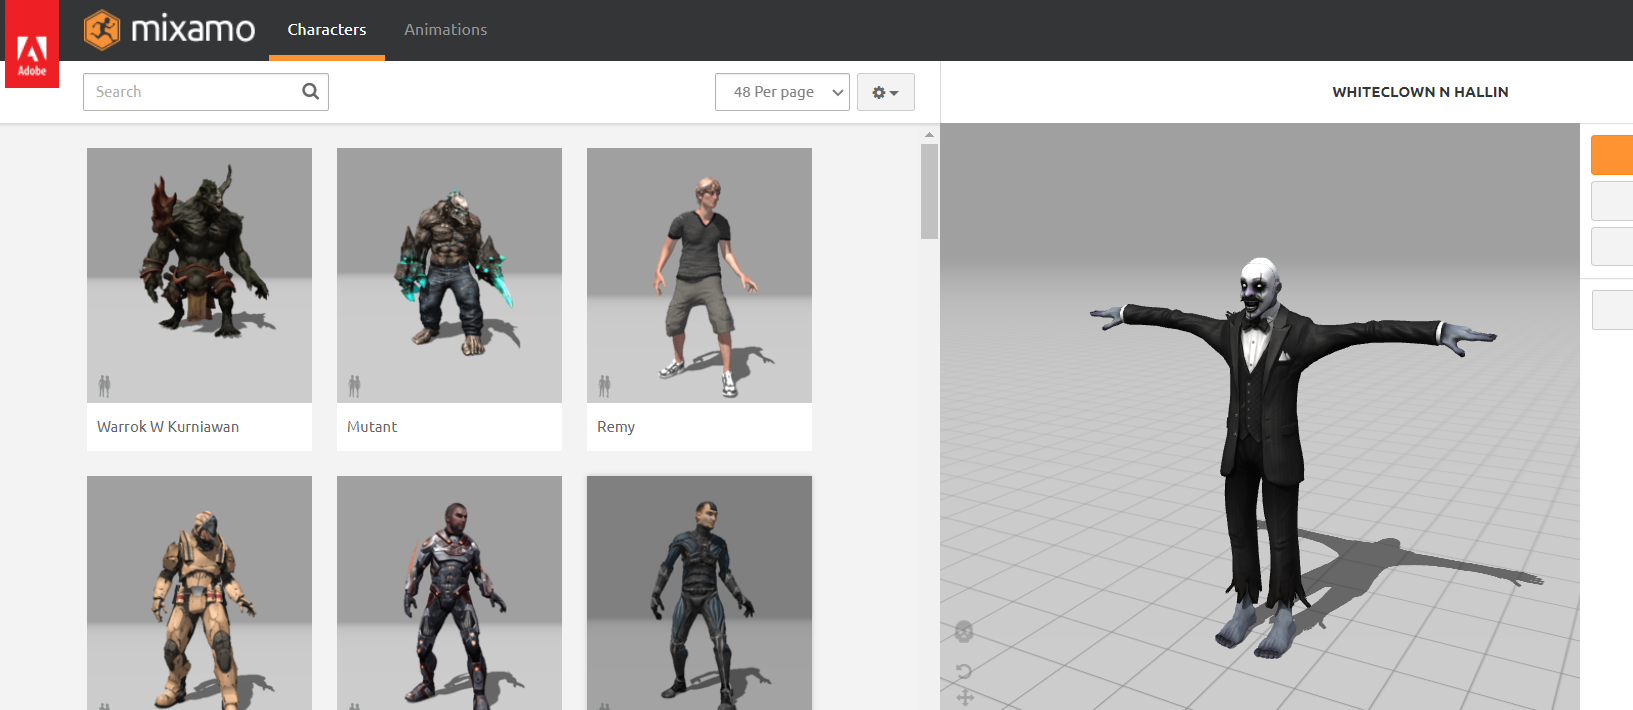 Adobe
mixamo
Characters
Animations
Search
48 Per page
WHITECLOWN N HALLIN
Warrok W Kurniawan
Mutant
Remy